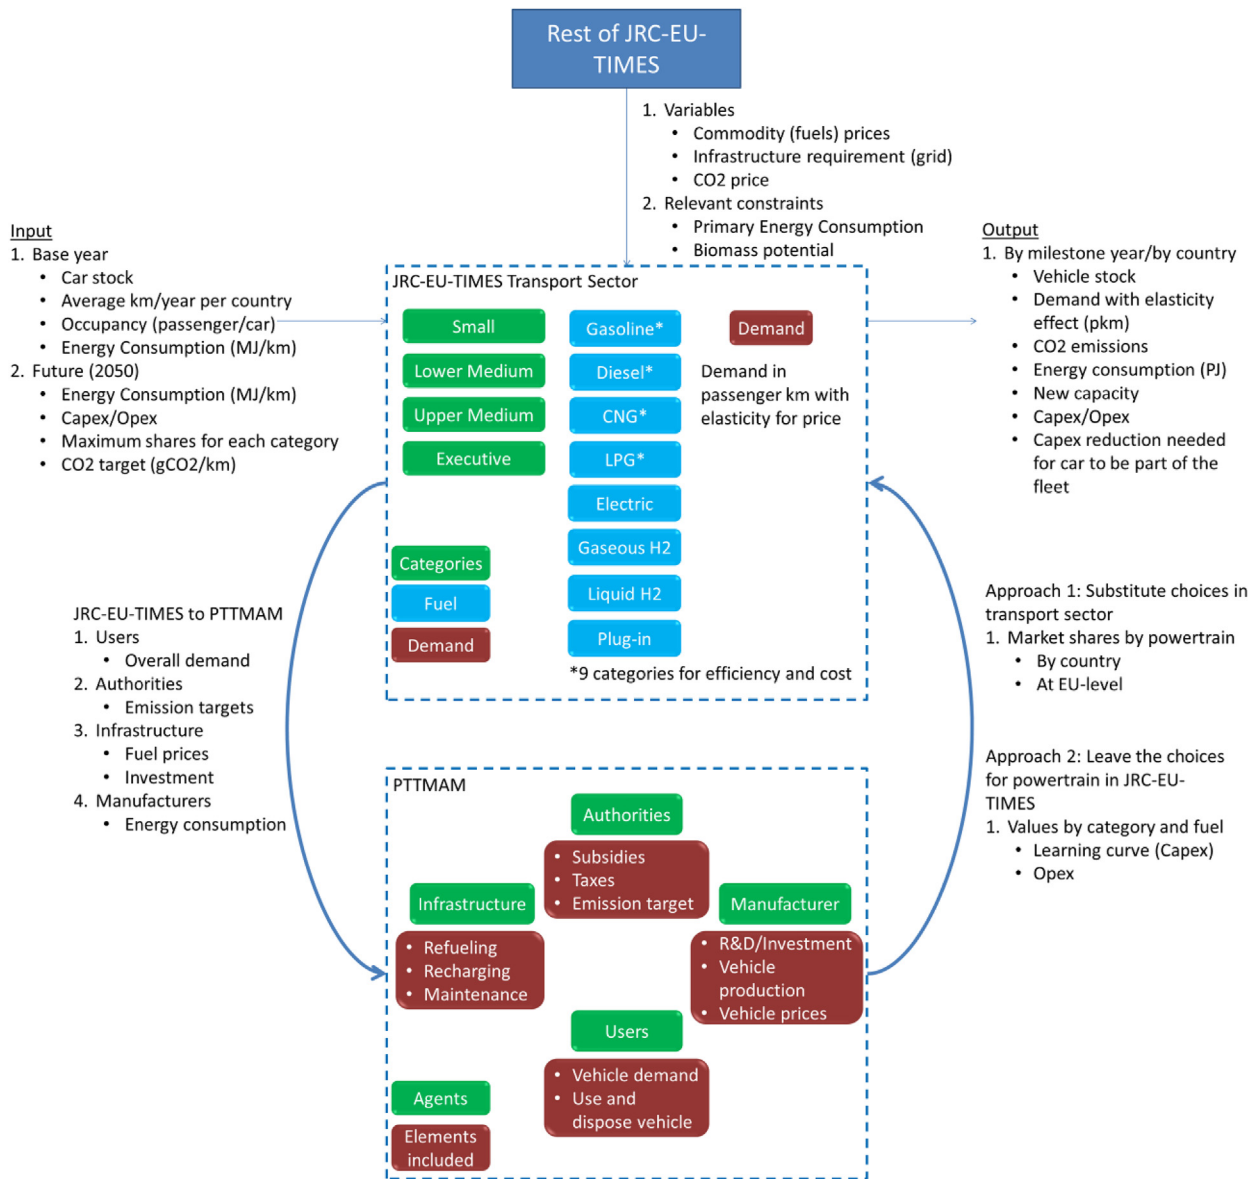 Rest of JRC-EU-
TIMES
1. Variables
• Commodity (fuels) prices
• Infrastructure requirement (grid)
• CO2 price
2. Relevant constraints
• Primary Energy Consumption
• Biomass potential
Input
1. Base year
• Car stock
• Average km/year per country
• Occupancy (passenger/car)
• Energy Consumption (MJ/km)
2. Future (2050)
• Energy Consumption (MJ/km)
• Capex/Opex
• Maximum shares for each category
• CO2 target (gCO2/km)
JRC-EU-TIMES Transport Sector
Small
Lower Medium
Upper Medium
Executive
Categories
Fuel
Demand
Gasoline*
Diesel*
CNG*
LPG*
Electric
Gaseous H2
Liquid H2
Plug-in
*9 categories for efficiency and cost
Demand
Demand in
passenger km with
elasticity for price
Output
1. By milestone year/by country
• Vehicle stock
• Demand with elasticity
effect (pkm)
• CO2 emissions
• Energy consumption (PJ)
• New capacity
• Capex/Opex
• Capex reduction needed
for car to be part of the
fleet
JRC-EU-TIMES to PTTMAM
1. Users
• Overall demand
2. Authorities
• Emission targets
3. Infrastructure
• Fuel prices
• Investment
4. Manufacturers
• Energy consumption
Approach 1: Substitute choices in
transport sector
1. Market shares by powertrain
• By country
• At EU-level
Approach 2: Leave the choices
for powertrain in JRC-EU-
TIMES
1. Values by category and fuel
• Learning curve (Capex)
• Opex
PTTMAM
Authorities
• Subsidies
• Taxes
• Emission target
Infrastructure
• Refueling
• Recharging
• Maintenance
Manufacturer
• R&D/Investment
• Vehicle
production
• Vehicle prices
Users
• Vehicle demand
• Use and
dispose vehicle
Agents
Elements
included